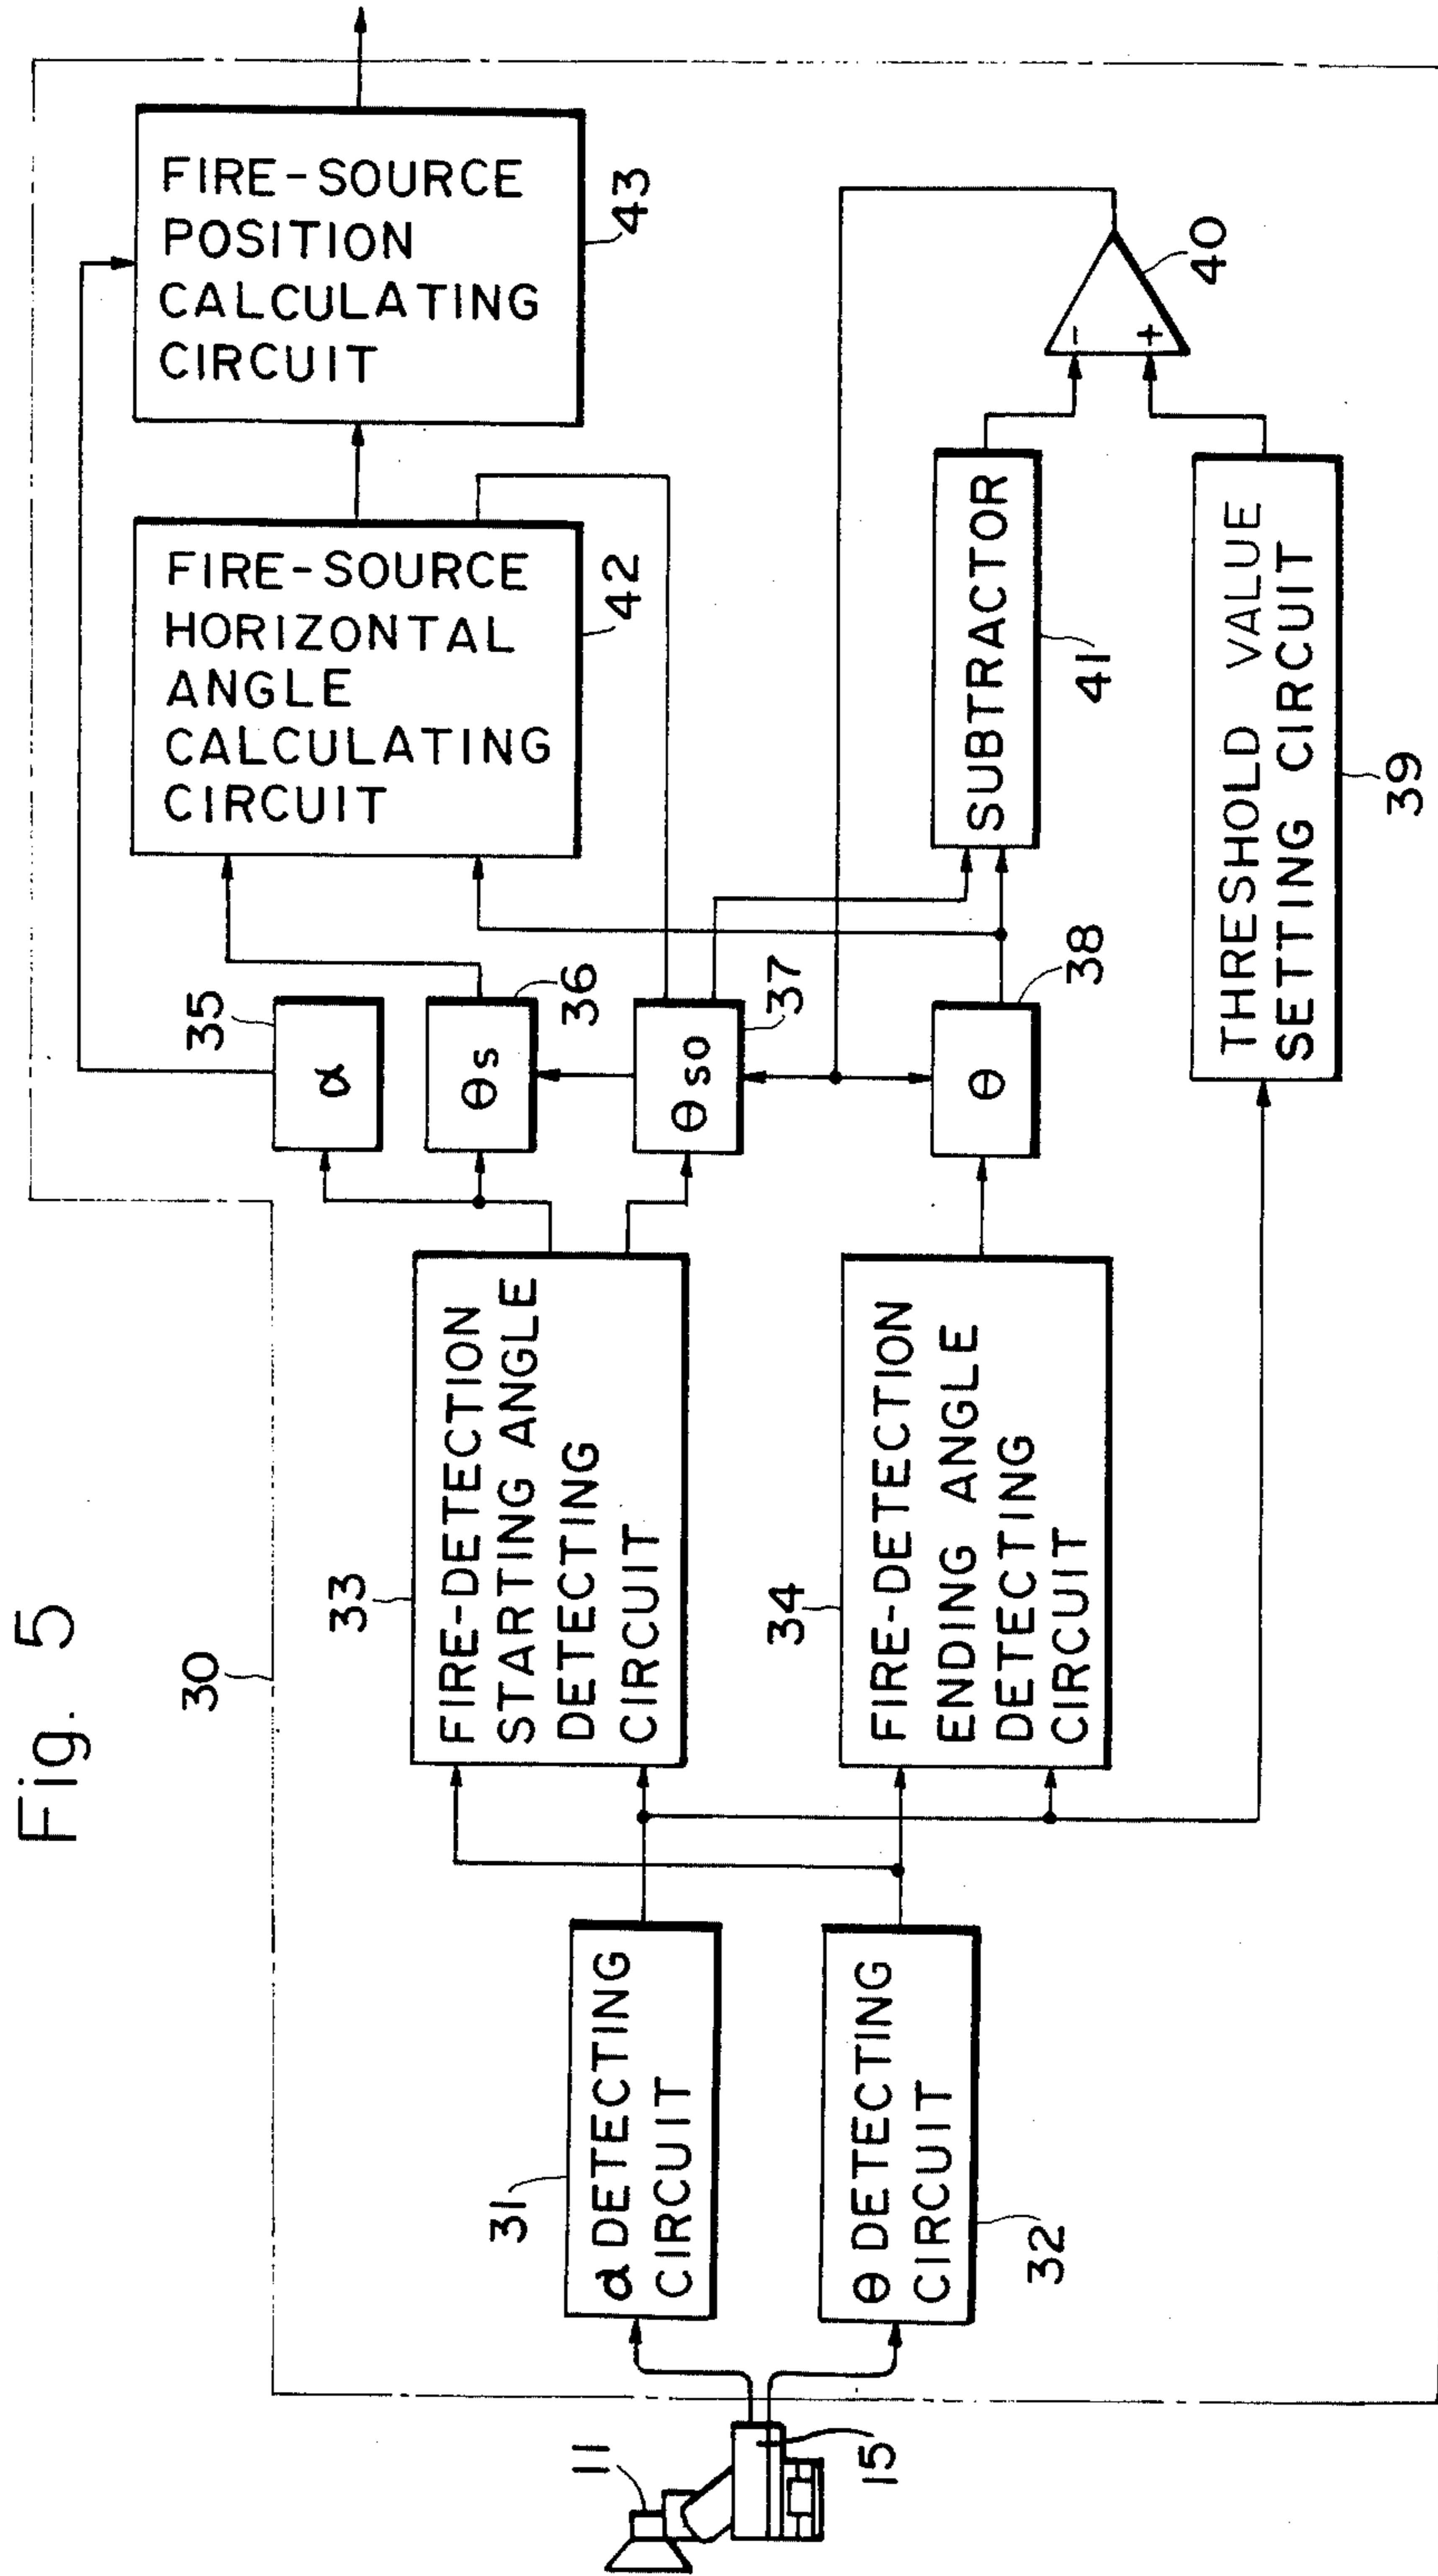 Fig. 5
30
11
15
31
α DETECTING
CIRCUIT
θ DETECTING
CIRCUIT
32
33
FIRE-DETECTION
STARTING ANGLE
DETECTING
CIRCUIT
34
FIRE-DETECTION
ENDING ANGLE
DETECTING
CIRCUIT
35
α
36
θs
37
θso
38
θ
FIRE-SOURCE
HORIZONTAL
ANGLE
CALCULATING
CIRCUIT
42
FIRE-SOURCE
POSITION
CALCULATING
CIRCUIT
43
SUBTRACTOR
41
THRESHOLD VALUE
SETTING CIRCUIT
39
-
+
40